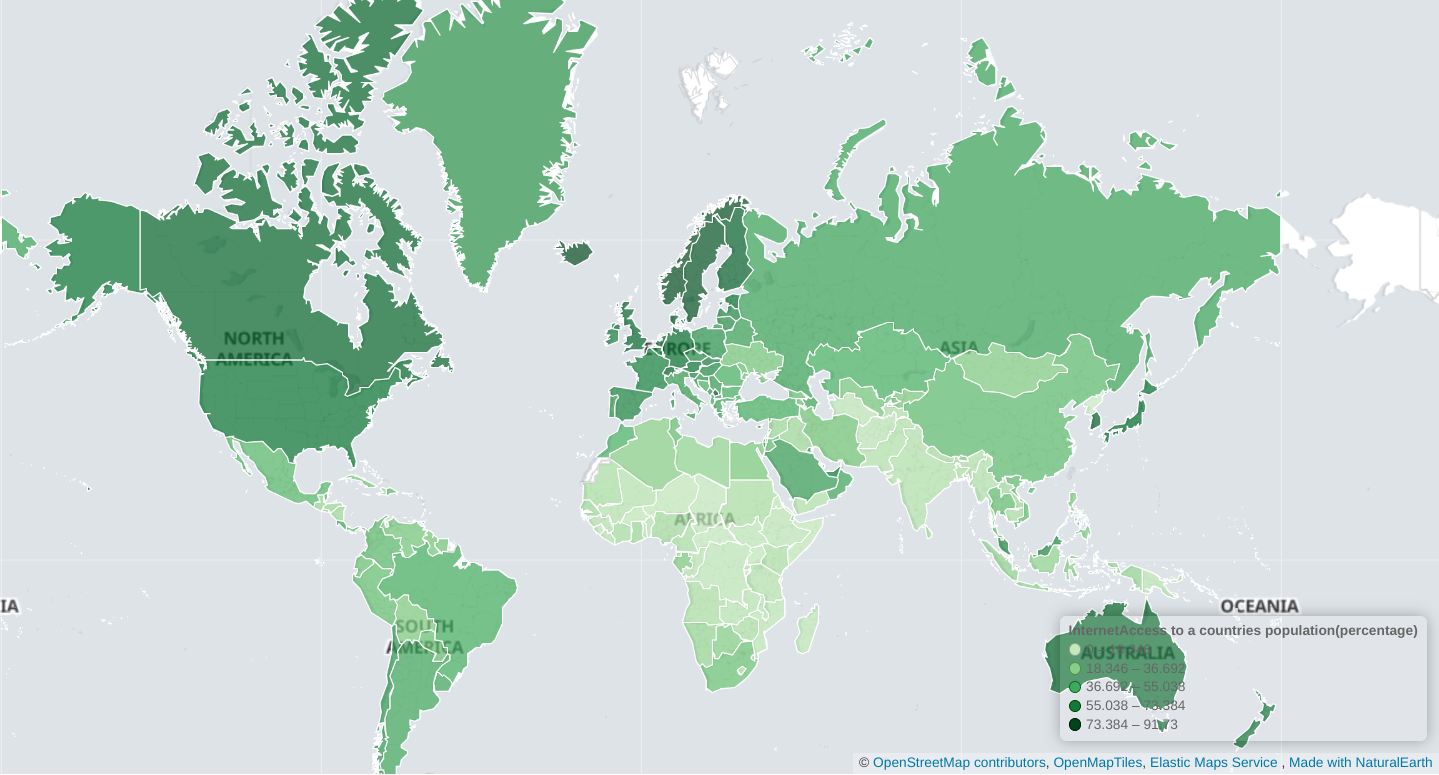 NORTH
AMERICA
EUROPE
ASIA
AFRICA
SOUTH
AMERICA
IA
OCEANIA
InternetAccess to a countries population(percentage)
AUSTRALIA
18.346 – 36.692
36.692 – 55.038
55.038 – 73.384
73.384 – 91.73
© OpenStreetMap contributors, OpenMapTiles, Elastic Maps Service , Made with NaturalEarth